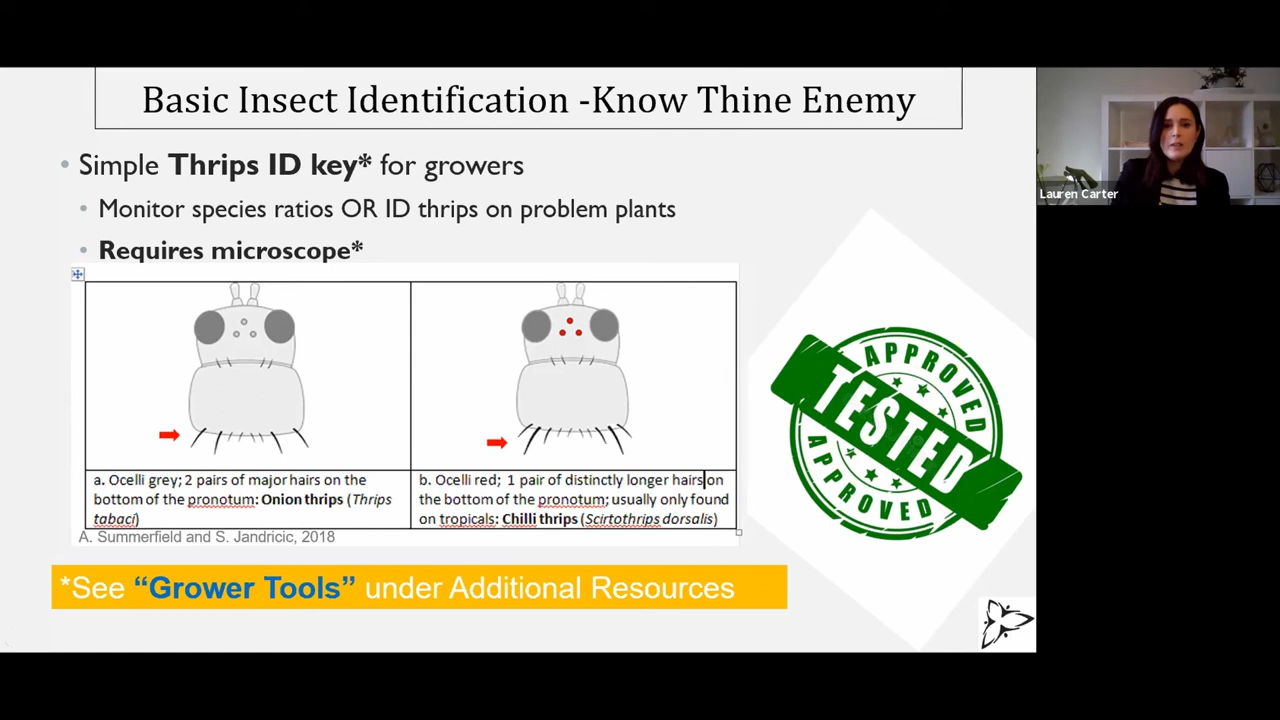 Basic Insect Identification -Know Thine Enemy
Lauren Carter
• Simple Thrips ID key* for growers
• Monitor species ratios OR ID thrips on problem plants
• Requires microscope*
a. Ocelli grey; 2 pairs of major hairs on the
bottom of the pronotum: Onion thrips (Thrips
tabaci)
b. Ocelli red; 1 pair of distinctly longer hairs on
the bottom of the pronotum; usually only found
on tropicals: Chilli thrips (Scirtothrips dorsalis)
A. Summerfield and S. Jandricic, 2018
APPROVED
TESTED
APPROVED
*See “Grower Tools” under Additional Resources